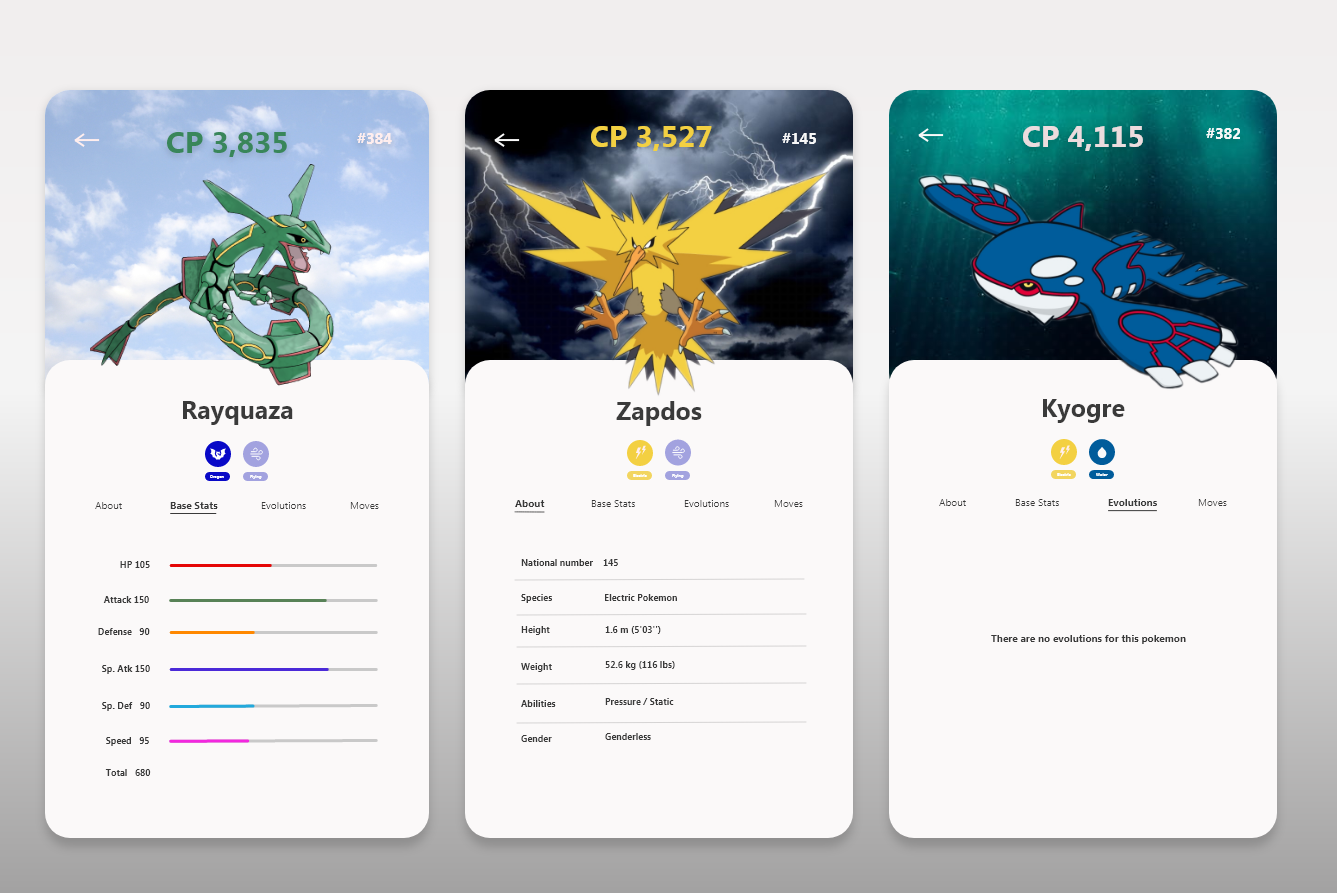 CP 3,835
#384
Rayquaza
Dragon
Flying
About
Base Stats
Evolutions
Moves
HP 105
Attack 150
Defense 90
Sp. Atk 150
Sp. Def 90
Speed 95
Total 680
CP 3,527
#145
Zapdos
Electric
Flying
About
Base Stats
Evolutions
Moves
National number 145
Species Electric Pokemon
Height 1.6 m (5'03'')
Weight 52.6 kg (116 lbs)
Abilities Pressure / Static
Gender Genderless
CP 4,115
#382
Kyogre
Electric
Water
About
Base Stats
Evolutions
Moves
There are no evolutions for this pokemon